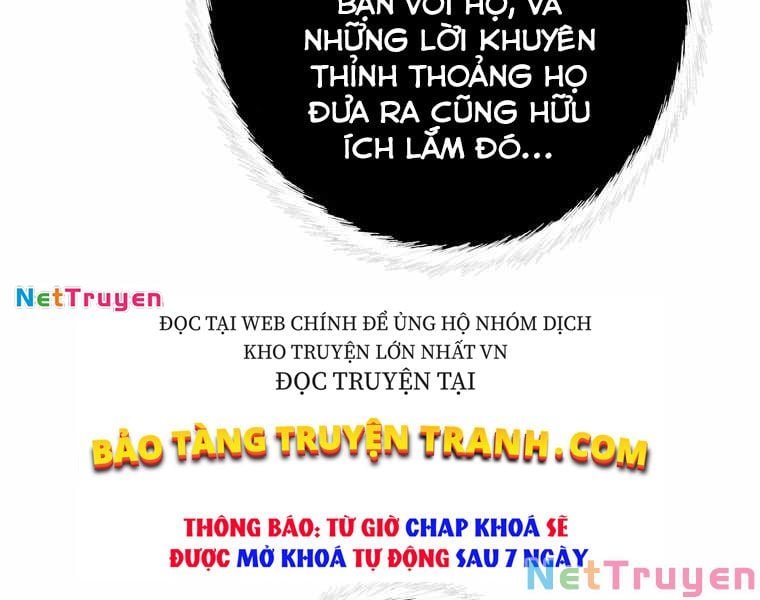 BẠN VỚI HỌ, VÀ
NHỮNG LỜI KHUYÊN
THỈNH THOẢNG HỌ
ĐƯA RA CŨNG HỮU
ÍCH LẮM ĐÓ...
NetTruyen
ĐỌC TẠI WEB CHÍNH ĐỂ ỦNG HỘ NHÓM DỊCH
KHO TRUYỆN LỚN NHẤT VN
ĐỌC TRUYỆN TẠI
BẢO TÀNG TRUYỆN TRANH.COM
THÔNG BÁO: TỪ GIỜ CHAP KHOÁ SẼ
ĐƯỢC MỞ KHOÁ TỰ ĐỘNG SAU 7 NGÀY
NetTruyen